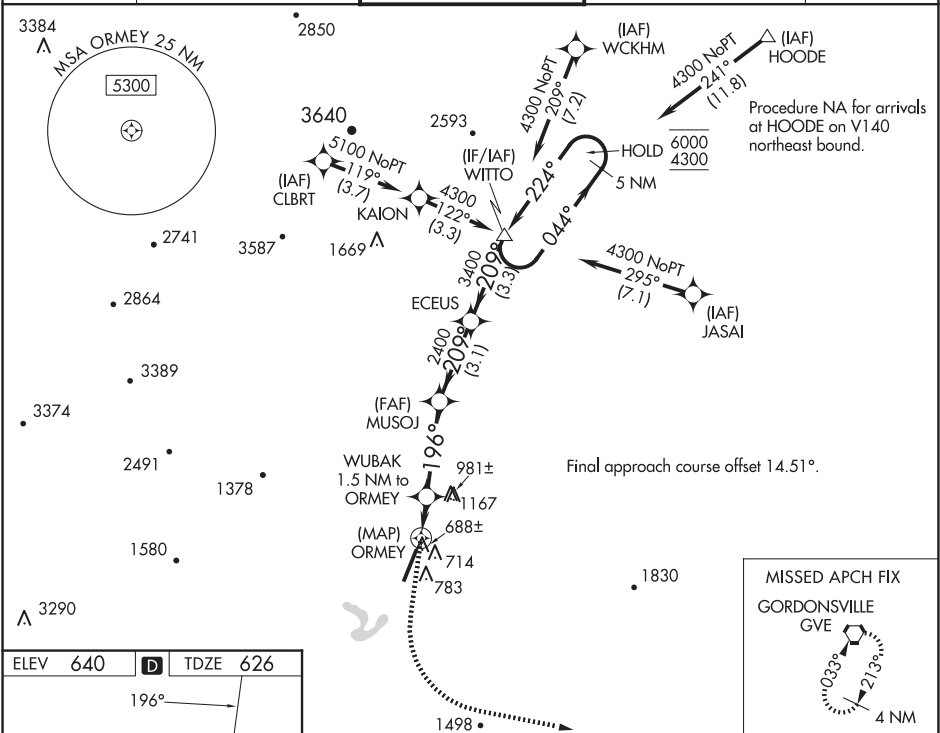 3384
2850
MSA ORMEY 25 NM
5300
(IAF)
WCKHM
4300 NoPT
209°
(7.2)
(IAF)
HOODE
4300 NoPT
241°
(11.8)
Procedure NA for arrivals
at HOODE on V140
northeast bound.
3640
2593
HOLD
6000
4300
5 NM
(IF/IAF)
WITTO
224°
044°
5100 NoPT
119°
(3.7)
(IAF)
CLBRT
KAION
4300
122°
(3.3)
2741
3587
1669
3400
209°
(3.3)
4300 NoPT
295°
(7.1)
(IAF)
JASAI
2864
ECEUS
2400
209°
(3.1)
3389
3374
(FAF)
MUSOJ
196°
2491
1378
WUBAK
1.5 NM to
ORMEY
981±
1167
Final approach course offset 14.51°.
(MAP)
ORMEY
688±
714
783
1580
1830
3290
MISSED APCH FIX
GORDONSVILLE
GVE
033°
213°
4 NM
ELEV 640 D TDZE 626
196°
1498